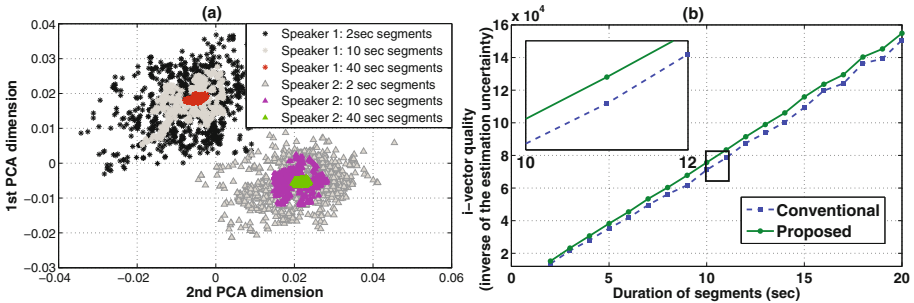 (a)
0.04
0.03
0.02
0.01
0
−0.01
−0.02
−0.03
1st PCA dimension
−0.04
−0.02
0
0.02
0.04
0.06
2nd PCA dimension
Speaker 1: 2sec segments
Speaker 1: 10 sec segments
Speaker 1: 40 sec segments
Speaker 2: 2 sec segments
Speaker 2: 10 sec segments
Speaker 2: 40 sec segments
(b)
16 x 10^4
14
12
10
8
6
4
2
i-vector quality
(inverse of the estimation uncertainty)
10
12
0
5
10
15
20
Duration of segments (sec)
Conventional
Proposed